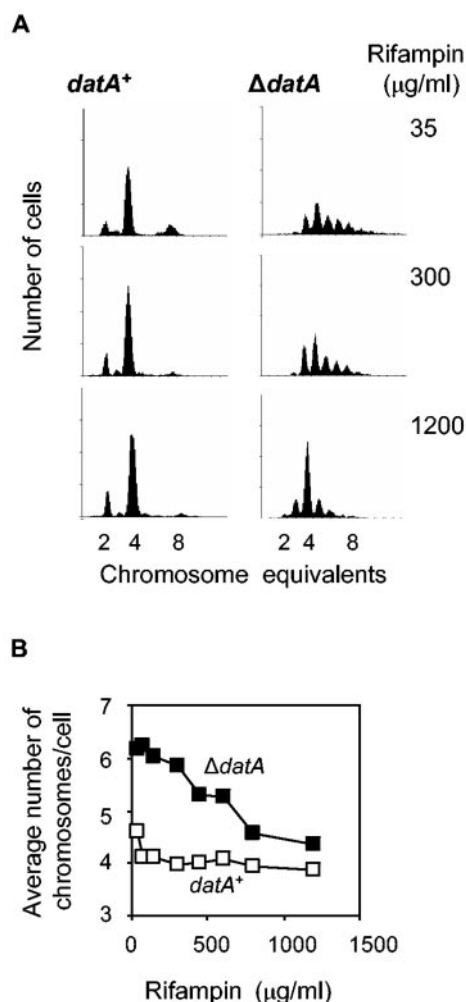 A
datA+ ΔdatA Rifampin
(μg/ml)
35
300
1200
Number of cells
2 4 8 2 4 8
Chromosome equivalents
B
7
6
5
4
3
ΔdatA
datA+
Average number of
chromosomes/cell
0 500 1000 1500
Rifampin (μg/ml)